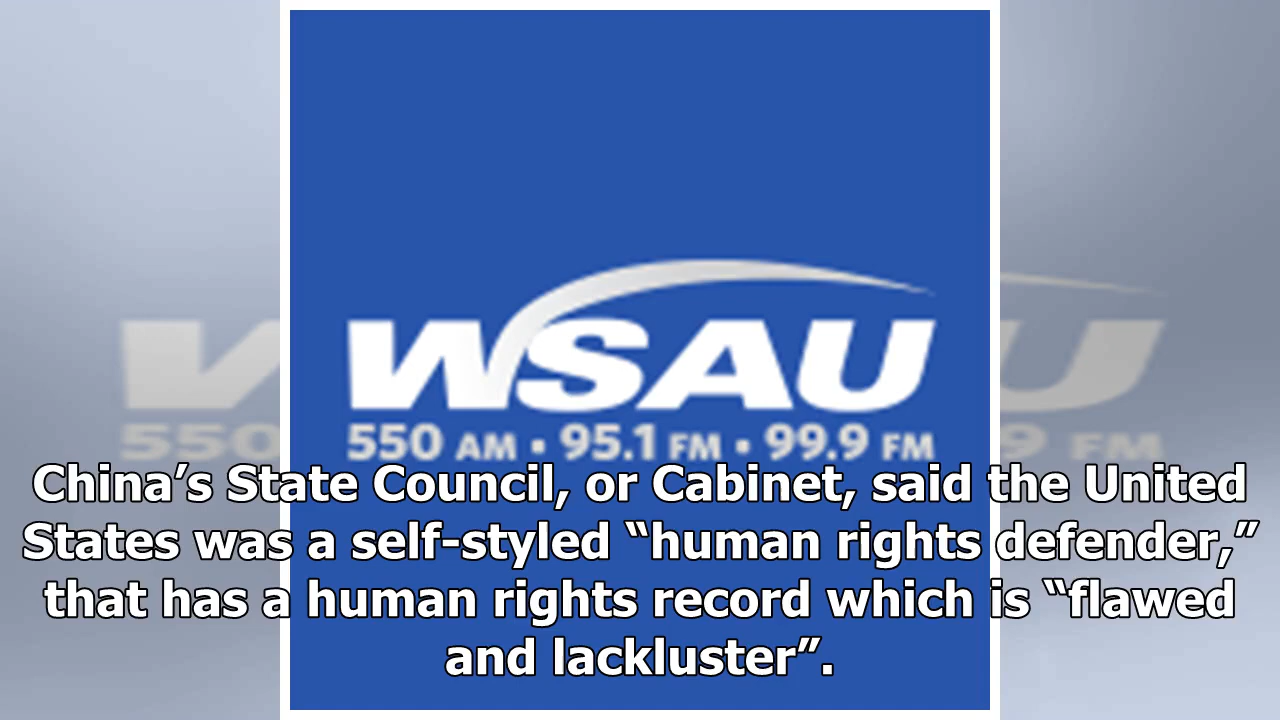 WSAU
550 AM • 95.1 FM • 99.9 FM
China’s State Council, or Cabinet, said the United
States was a self-styled “human rights defender,”
that has a human rights record which is “flawed
and lackluster”.